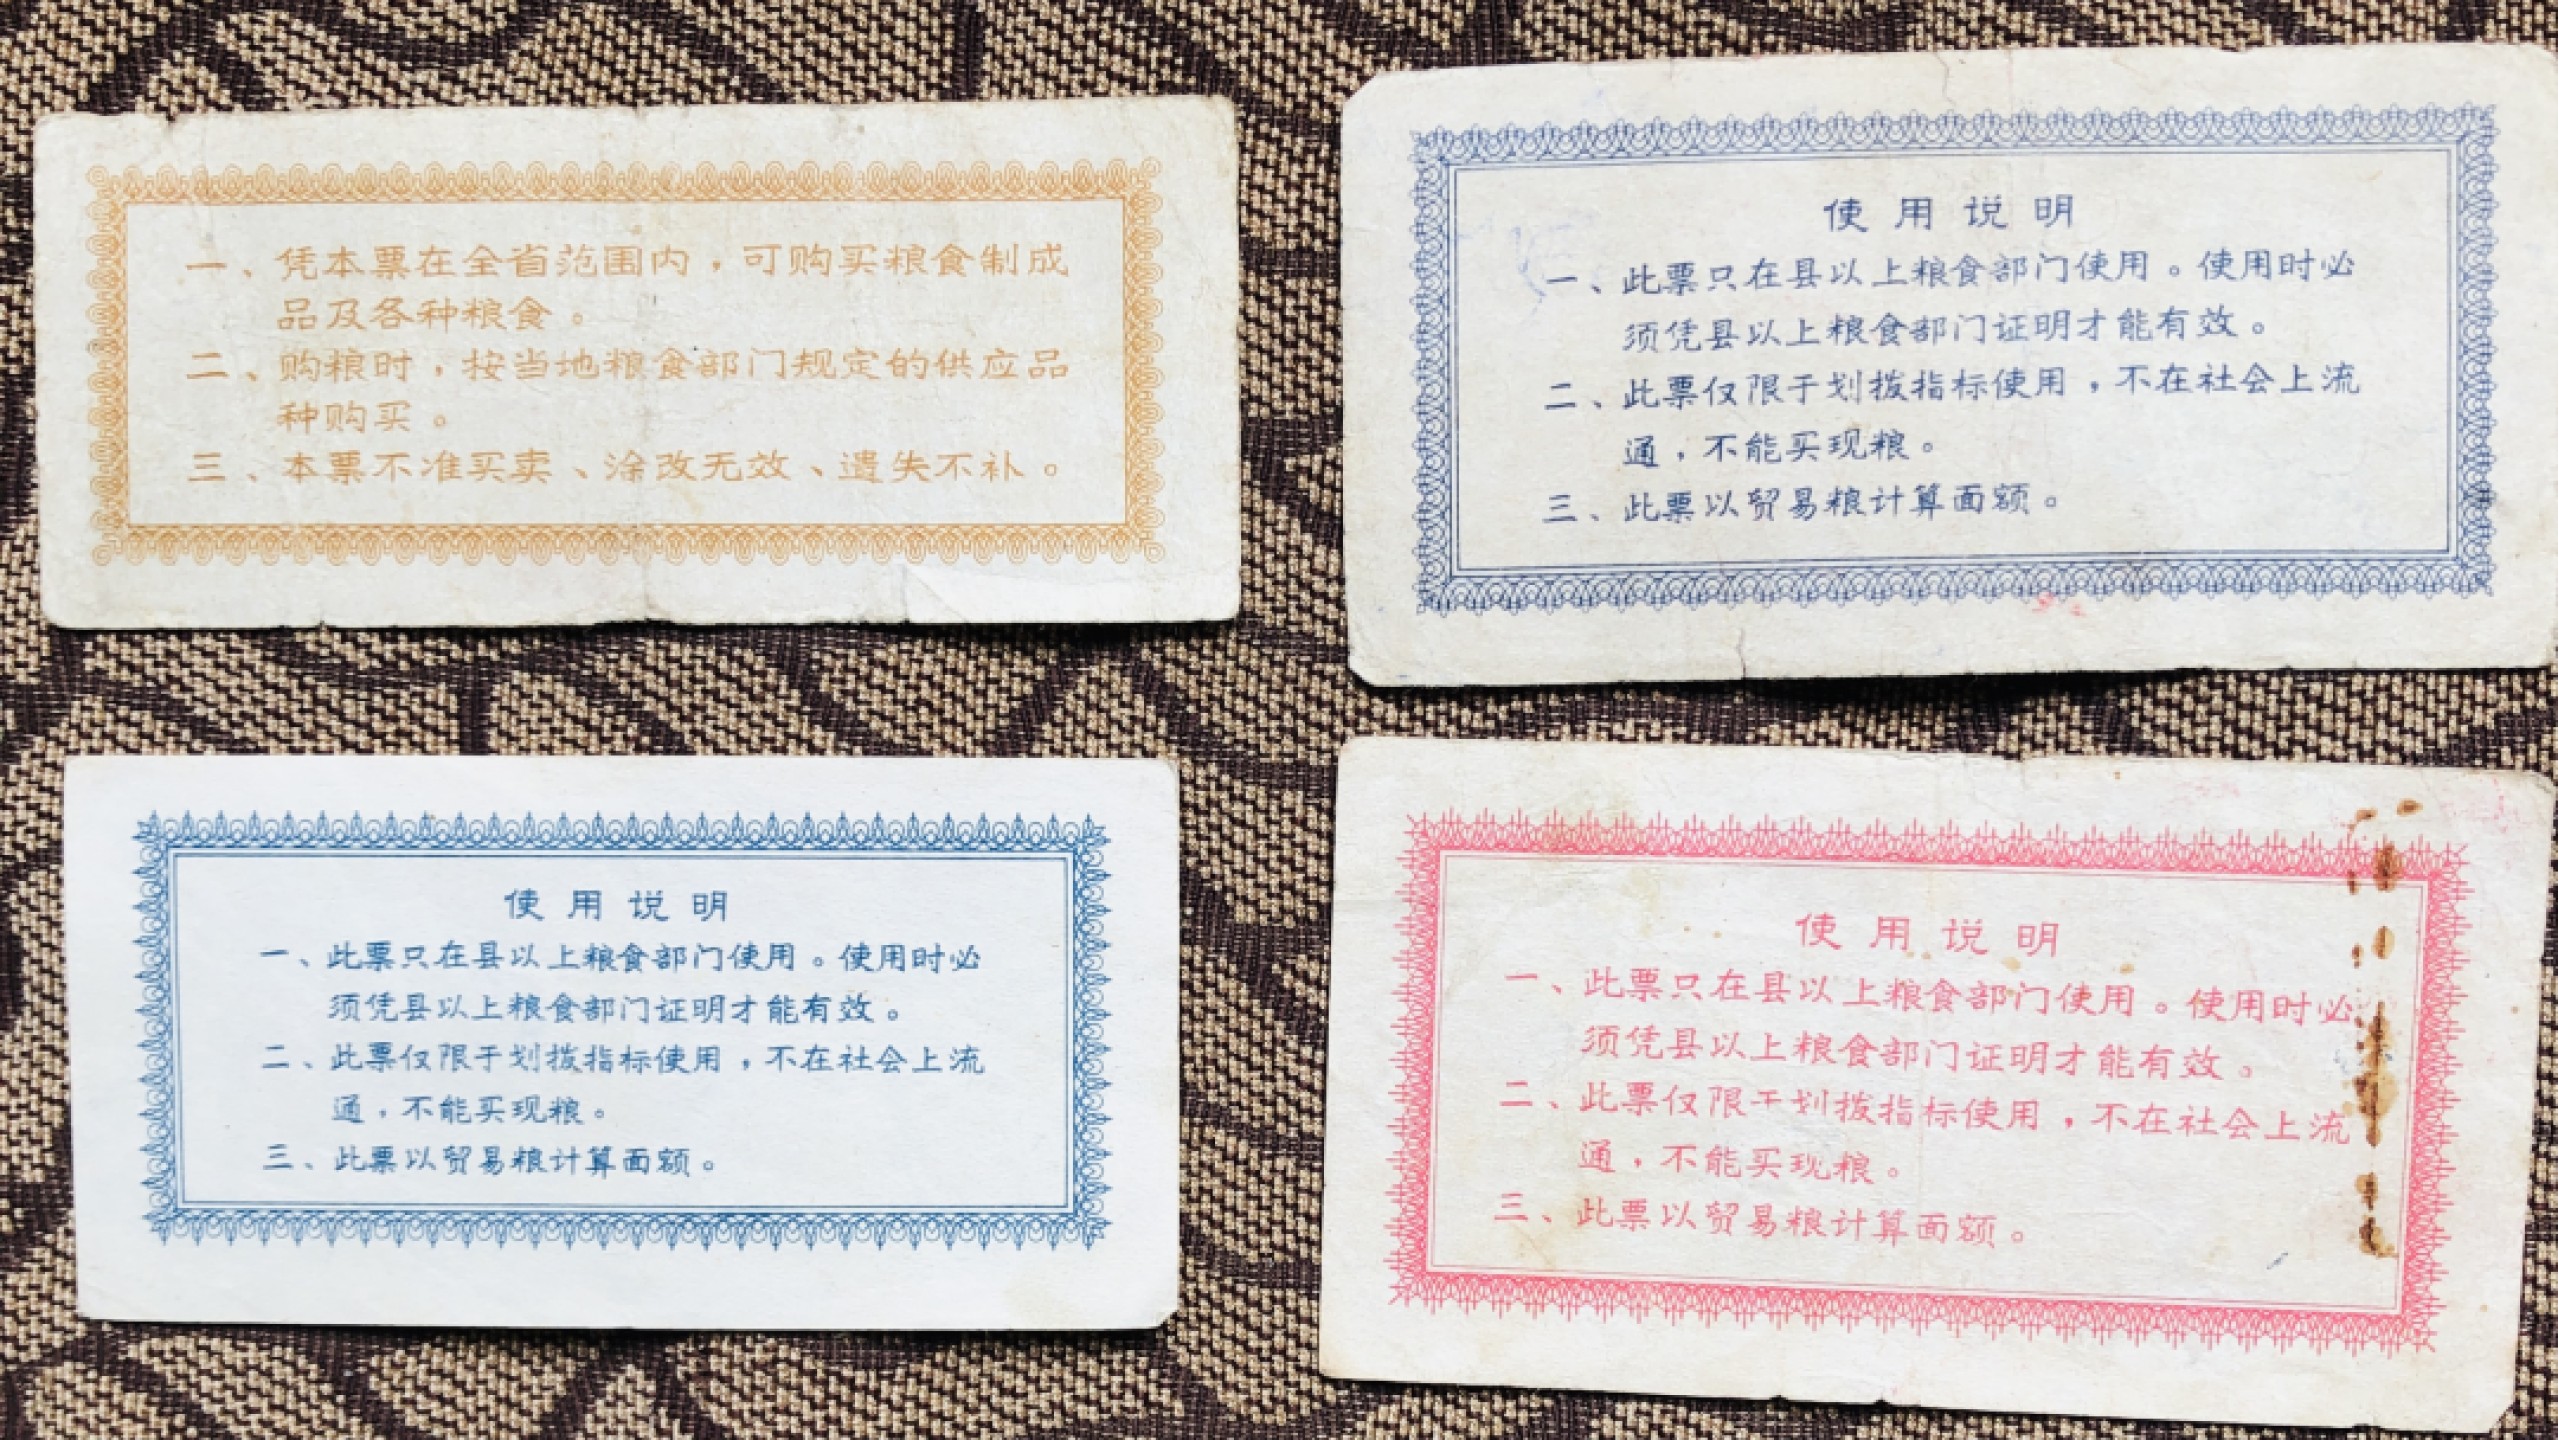 一、凭本票在全省范围内，可购买粮食制成
品及各种粮食。
二、购粮时，按当地粮食部门规定的供应品
种购买。
三、本票不准买卖、涂改无效、遗失不补。
使用说明
一、此票只在县以上粮食部门使用。使用时必
须凭县以上粮食部门证明才能有效。
二、此票仅限于划拨指标使用，不在社会上流
通，不能买现粮。
三、此票以贸易粮计算面额。
使用说明
一、此票只在县以上粮食部门使用。使用时必
须凭县以上粮食部门证明才能有效。
二、此票仅限于划拨指标使用，不在社会上流
通，不能买现粮。
三、此票以贸易粮计算面额。
使用说明
一、此票只在县以上粮食部门使用。使用时必
须凭县以上粮食部门证明才能有效。
二、此票仅限于划拨指标使用，不在社会上流
通，不能买现粮。
三、此票以贸易粮计算面额。